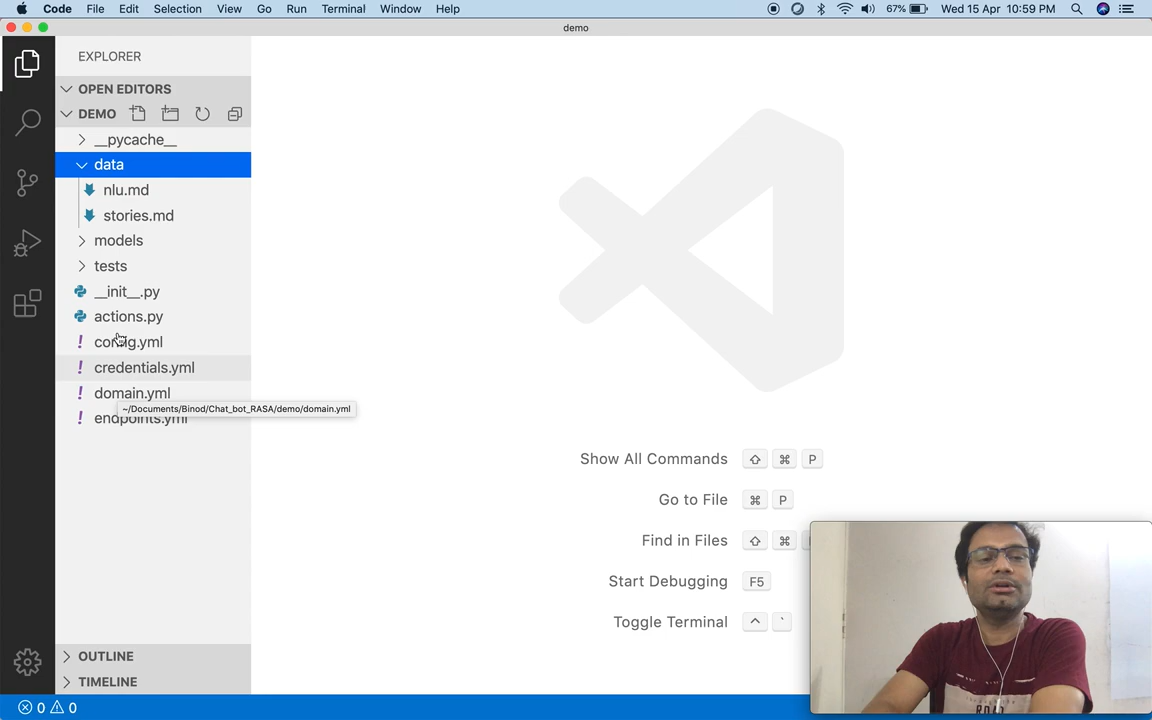 Code File Edit Selection View Go Run Terminal Window Help 67% Wed 15 Apr 10:59 PM
demo
EXPLORER
OPEN EDITORS
DEMO
__pycache__
data
nlu.md
stories.md
models
tests
__init__.py
actions.py
config.yml
credentials.yml
domain.yml
~/Documents/Binod/Chat_bot_RASA/demo/domain.yml
endpoints.yml
Show All Commands ⇧ ⌘ P
Go to File ⌘ P
Find in Files ⇧ ⌘
Start Debugging F5
Toggle Terminal ^ `
OUTLINE
TIMELINE
0 0